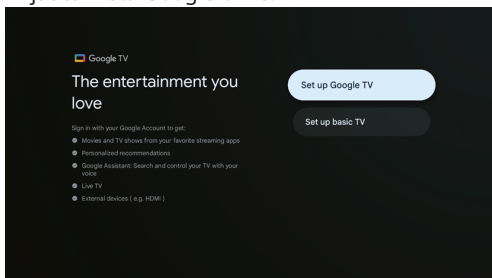 Google TV
The entertainment you
love
Sign in with your Google Account to get:
Movies and TV shows from your favorite streaming apps
Personalized recommendations
Google Assistant: Search and control your TV with your
voice
Live TV
External devices ( e.g. HDMI )
Set up Google TV
Set up basic TV